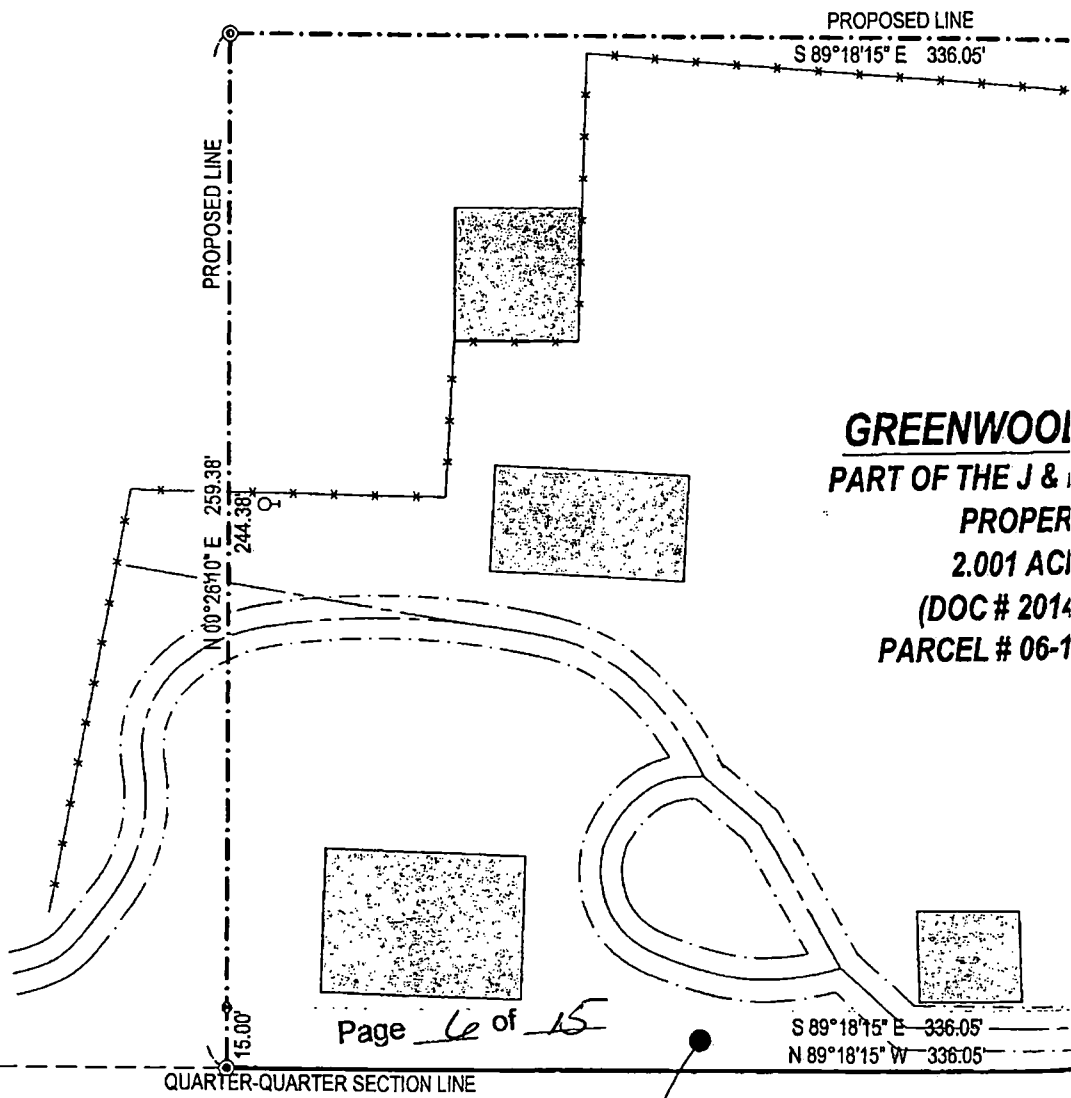 PROPOSED LINE
S 89°18'15" E 336.05'
PROPOSED LINE
N 00°26'10" E 259.38'
244.38'
GREENWOOD
PART OF THE J &
PROPER
2.001 ACR
(DOC # 2014
PARCEL # 06-1
15.00'
Page 6 of 15
S 89°18'15" E 336.05'
N 89°18'15" W 336.05'
QUARTER-QUARTER SECTION LINE